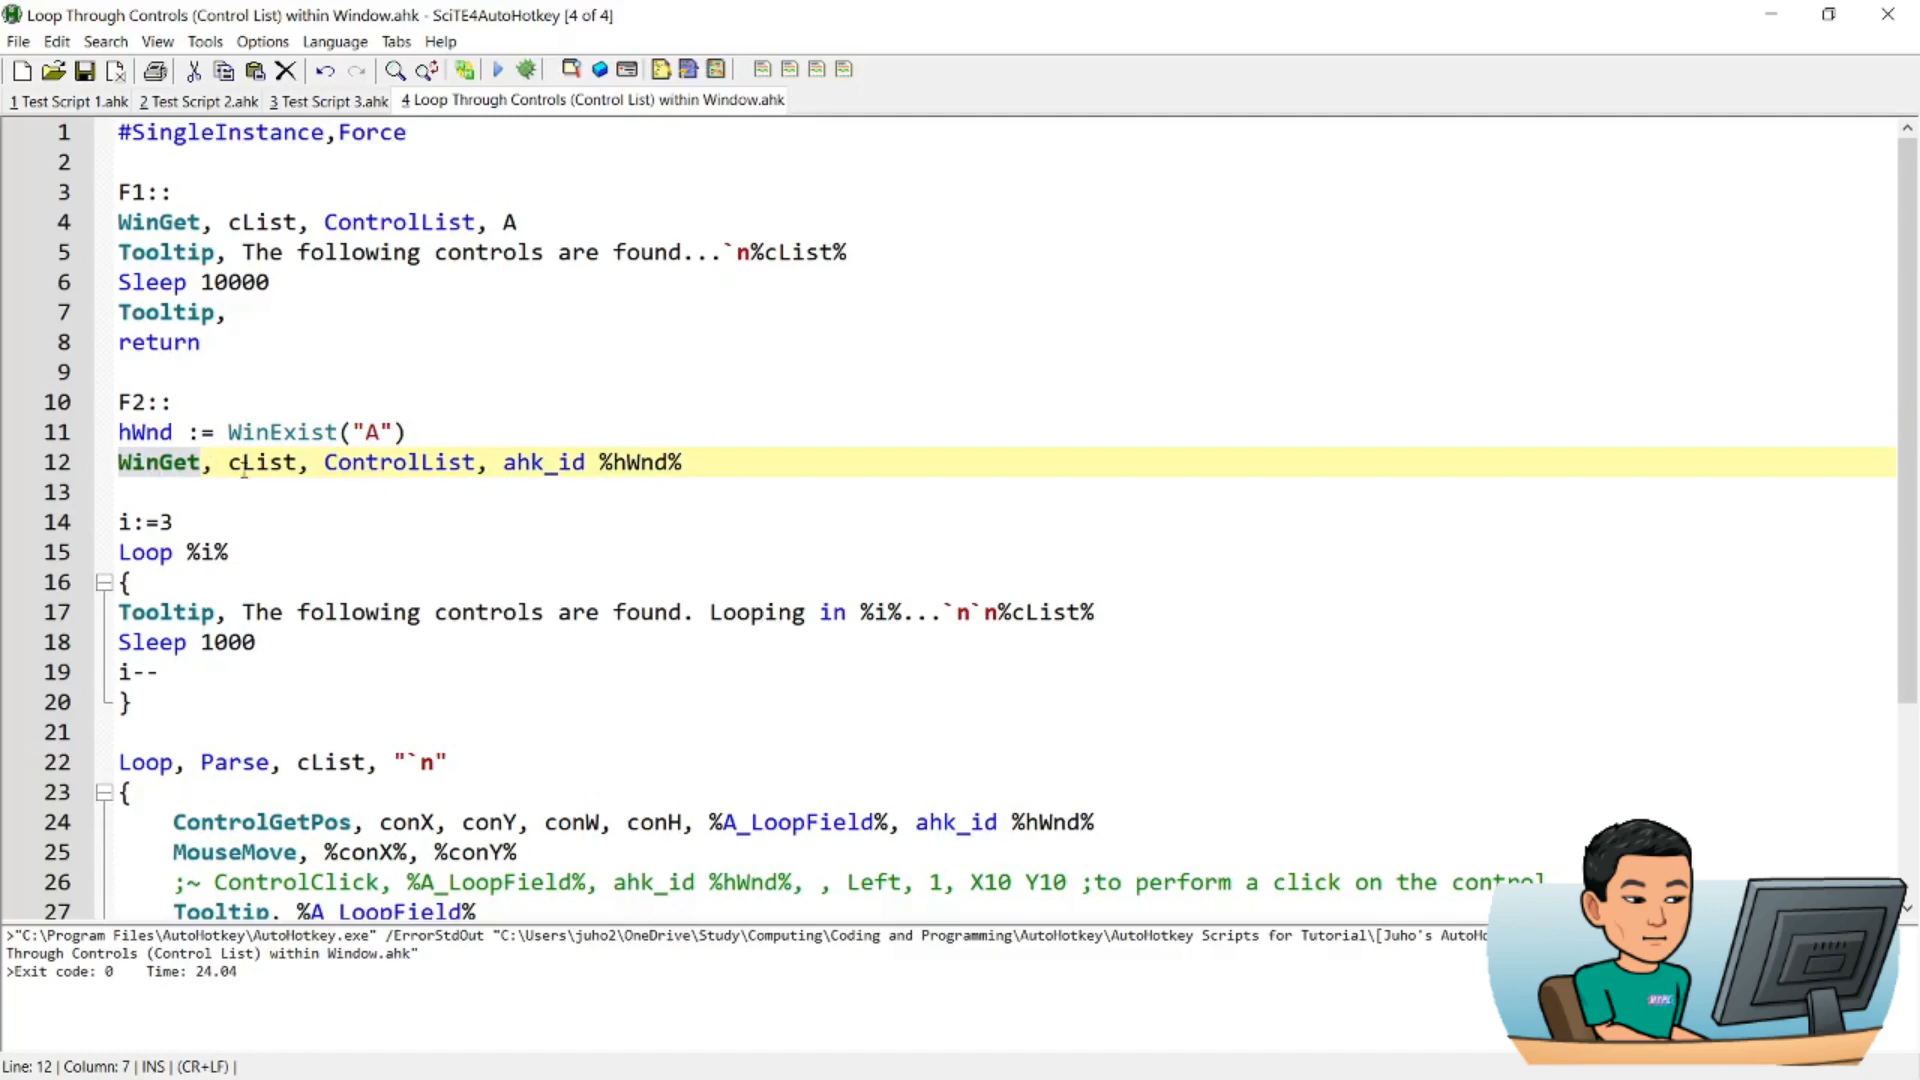 Loop Through Controls (Control List) within Window.ahk - SciTE4AutoHotkey [4 of 4]
File Edit Search View Tools Options Language Tabs Help
1 Test Script 1.ahk 2 Test Script 2.ahk 3 Test Script 3.ahk 4 Loop Through Controls (Control List) within Window.ahk
1 #SingleInstance,Force
2
3 F1::
4 WinGet, cList, ControlList, A
5 Tooltip, The following controls are found...`n%cList%
6 Sleep 10000
7 Tooltip,
8 return
9
10 F2::
11 hWnd := WinExist("A")
12 WinGet, cList, ControlList, ahk_id %hWnd%
13
14 i:=3
15 Loop %i%
16 {
17 Tooltip, The following controls are found. Looping in %i%...`n`n%cList%
18 Sleep 1000
19 i--
20 }
21
22 Loop, Parse, cList, "`n"
23 {
24 ControlGetPos, conX, conY, conW, conH, %A_LoopField%, ahk_id %hWnd%
25 MouseMove, %conX%, %conY%
26 ;~ ControlClick, %A_LoopField%, ahk_id %hWnd%, , Left, 1, X10 Y10 ;to perform a click on the control
27 Tooltip, %A_LoopField%
>"C:\Program Files\AutoHotkey\AutoHotkey.exe" /ErrorStdOut "C:\Users\juho2\OneDrive\Study\Computing\Coding and Programming\AutoHotkey\AutoHotkey Scripts for Tutorial\[Juho's AutoHo
Through Controls (Control List) within Window.ahk"
>Exit code: 0 Time: 24.04
Line: 12 | Column: 7 | INS | (CR+LF) |